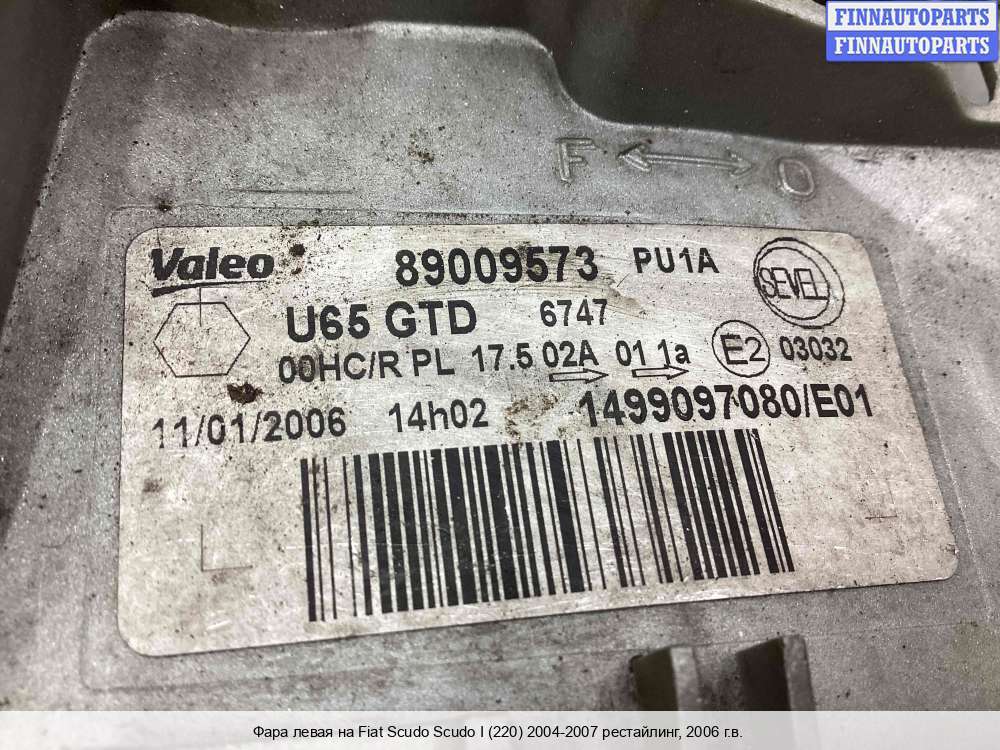 FINNAUTOPARTS
FINNAUTOPARTS
F O
Valeo 89009573 PU1A SEVEL
U65 GTD 6747
00HC/R PL 17.5 02A 01 1a E2 03032
11/01/2006 14h02 1499097080/E01
L
Фара левая на Fiat Scudo Scudo I (220) 2004-2007 рестайлинг, 2006 г.в.